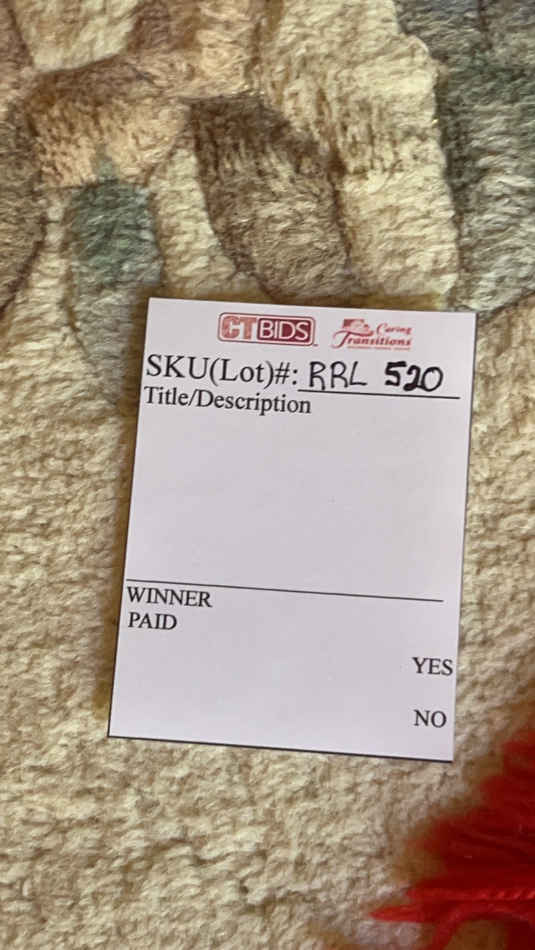 CTBIDS Caring
Transitions
SKU(Lot)#: RRL 520
Title/Description
WINNER
PAID
YES
NO